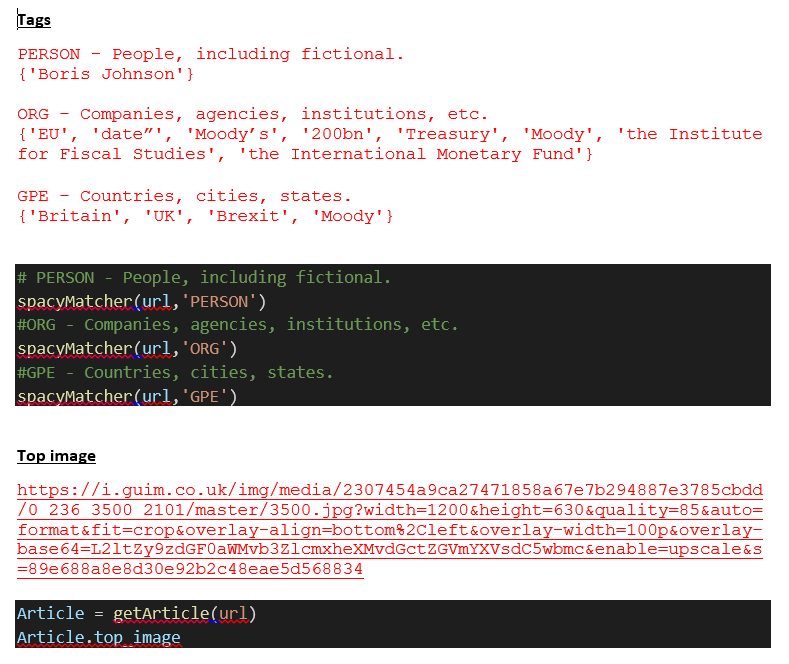 Tags
PERSON – People, including fictional.
{'Boris Johnson'}
ORG – Companies, agencies, institutions, etc.
{'EU', 'date”', 'Moody’s', '200bn', 'Treasury', 'Moody', 'the Institute
for Fiscal Studies', 'the International Monetary Fund'}
GPE – Countries, cities, states.
{'Britain', 'UK', 'Brexit', 'Moody'}
# PERSON - People, including fictional.
spacyMatcher(url,'PERSON')
#ORG - Companies, agencies, institutions, etc.
spacyMatcher(url,'ORG')
#GPE - Countries, cities, states.
spacyMatcher(url,'GPE')
Top image
https://i.guim.co.uk/img/media/2307454a9ca27471858a67e7b294887e3785cbdd
/0_236_3500_2101/master/3500.jpg?width=1200&height=630&quality=85&auto=
format&fit=crop&overlay-align=bottom%2Cleft&overlay-width=100p&overlay-
base64=L2ltZy9zdGF0aWMvb3ZlcmxheXMvdGctZGVmYXVsdC5wbmc&enable=upscale&s
=89e688a8e8d30e92b2c48eae5d568834
Article = getArticle(url)
Article.top_image